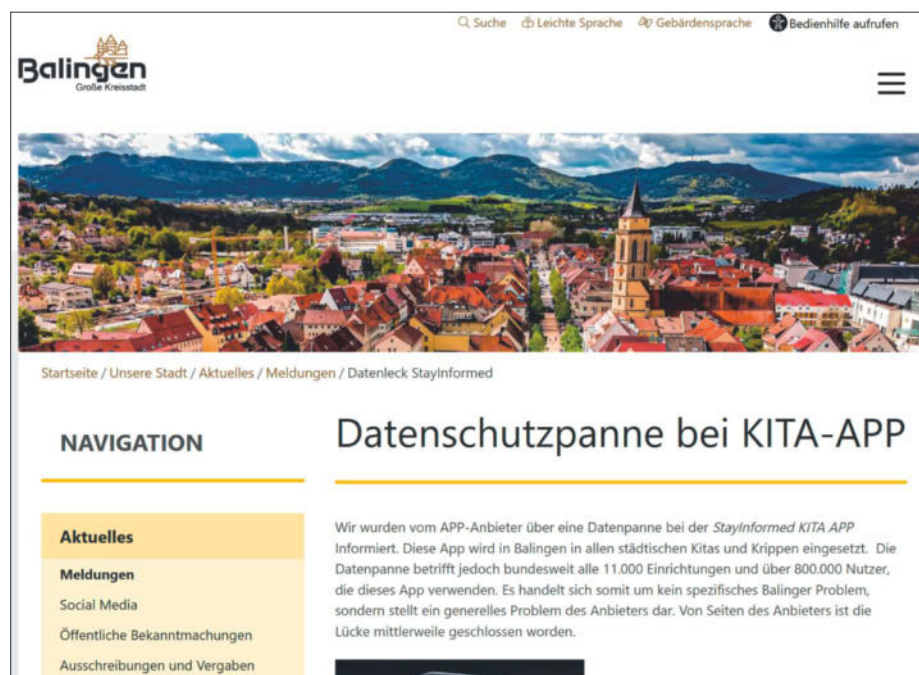 Suche Leichte Sprache Gebärdensprache Bedienhilfe aufrufen
Balingen
Große Kreisstadt
Startseite / Unsere Stadt / Aktuelles / Meldungen / Datenleck StayInformed
NAVIGATION
Aktuelles
Meldungen
Social Media
Öffentliche Bekanntmachungen
Ausschreibungen und Vergaben
Datenschutzpanne bei KITA-APP
Wir wurden vom APP-Anbieter über eine Datenpanne bei der StayInformed KITA APP
Informiert. Diese App wird in Balingen in allen städtischen Kitas und Krippen eingesetzt. Die
Datenpanne betrifft jedoch bundesweit alle 11.000 Einrichtungen und über 800.000 Nutzer,
die dieses App verwenden. Es handelt sich somit um kein spezifisches Balinger Problem,
sondern stellt ein generelles Problem des Anbieters dar. Von Seiten des Anbieters ist die
Lücke mittlerweile geschlossen worden.